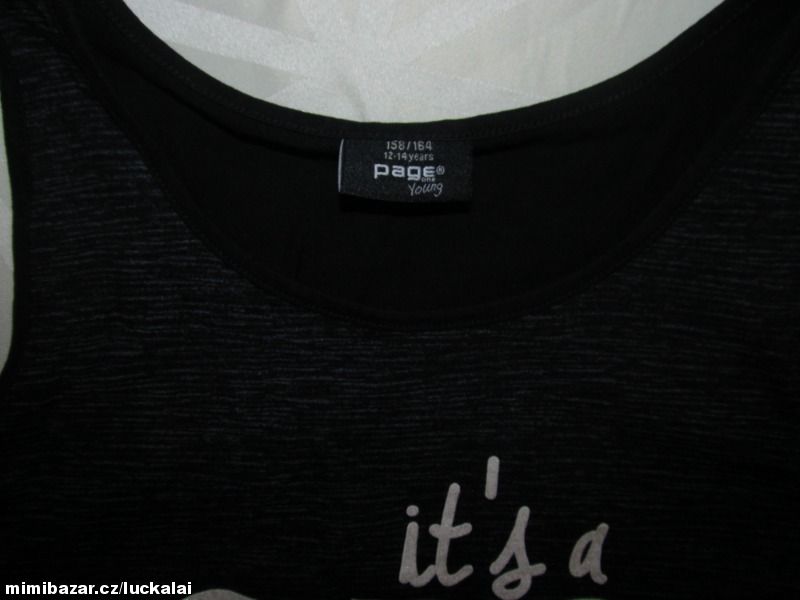 158/164
12-14 years
page®
one
Young
it's a
mimibazar.cz/luckalai